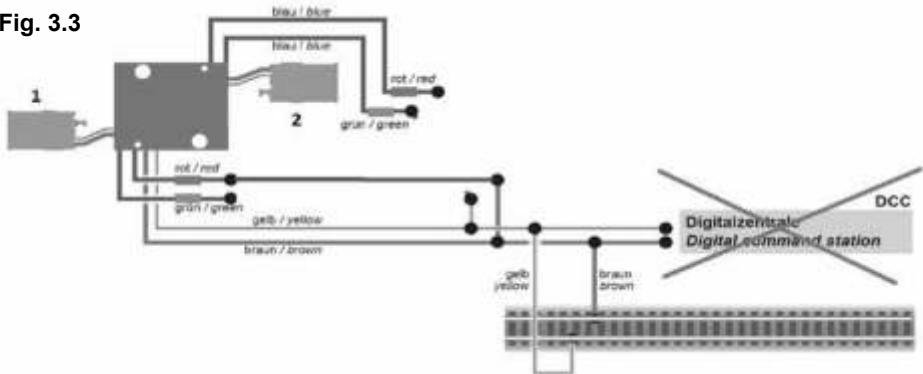 Fig. 3.3
blau / blue
blau / blue
rot / red
1
2
grün / green
rot / red
grün / green
gelb / yellow
DCC
Digitalzentrale
Digital command station
braun / brown
gelb
yellow
braun
brown